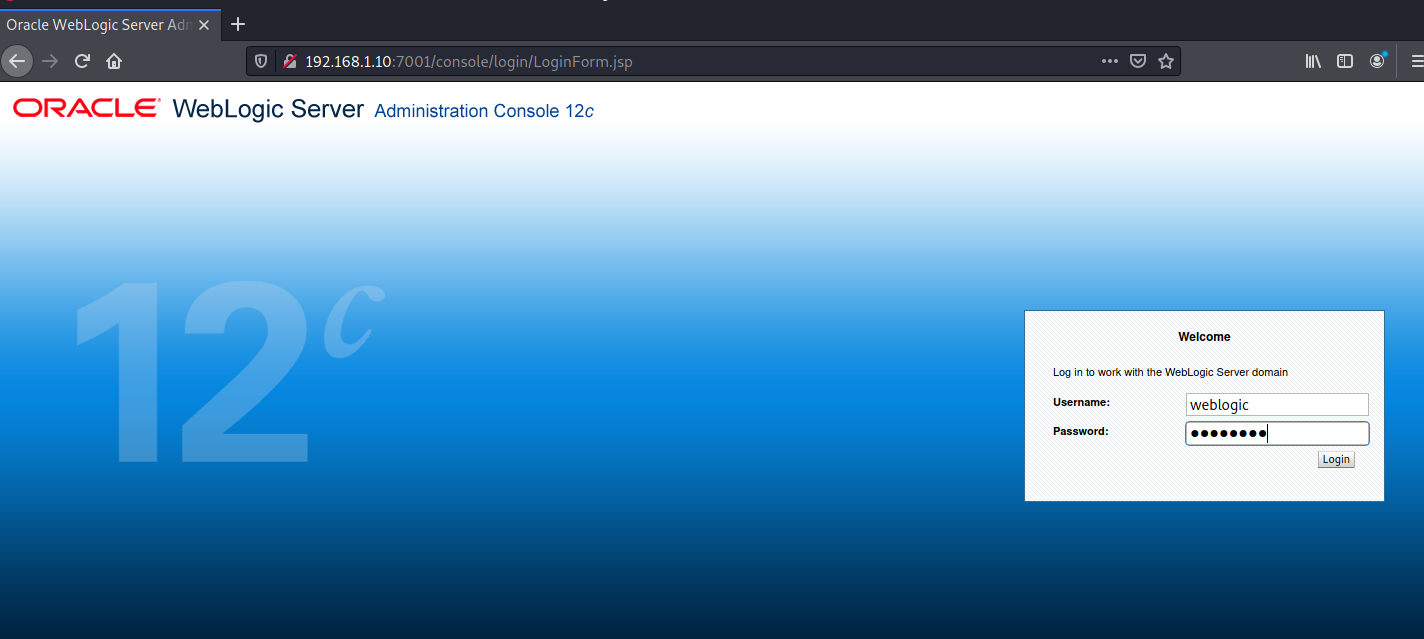 Oracle WebLogic Server Adn
192.168.1.10:7001/console/login/LoginForm.jsp
ORACLE WebLogic Server Administration Console 12c
12c
Welcome
Log in to work with the WebLogic Server domain
Username: weblogic
Password: ●●●●●●●●
Login